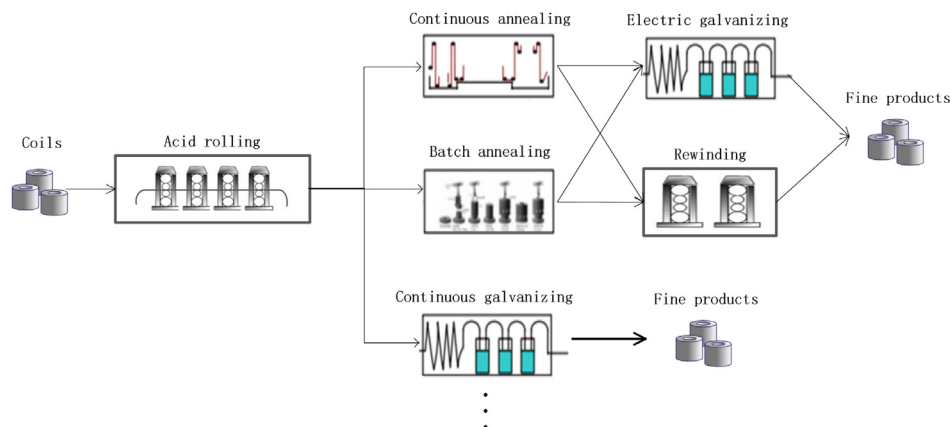 Continuous annealing
Electric galvanizing
Fine products
Coils
Acid rolling
Batch annealing
Rewinding
Continuous galvanizing
Fine products